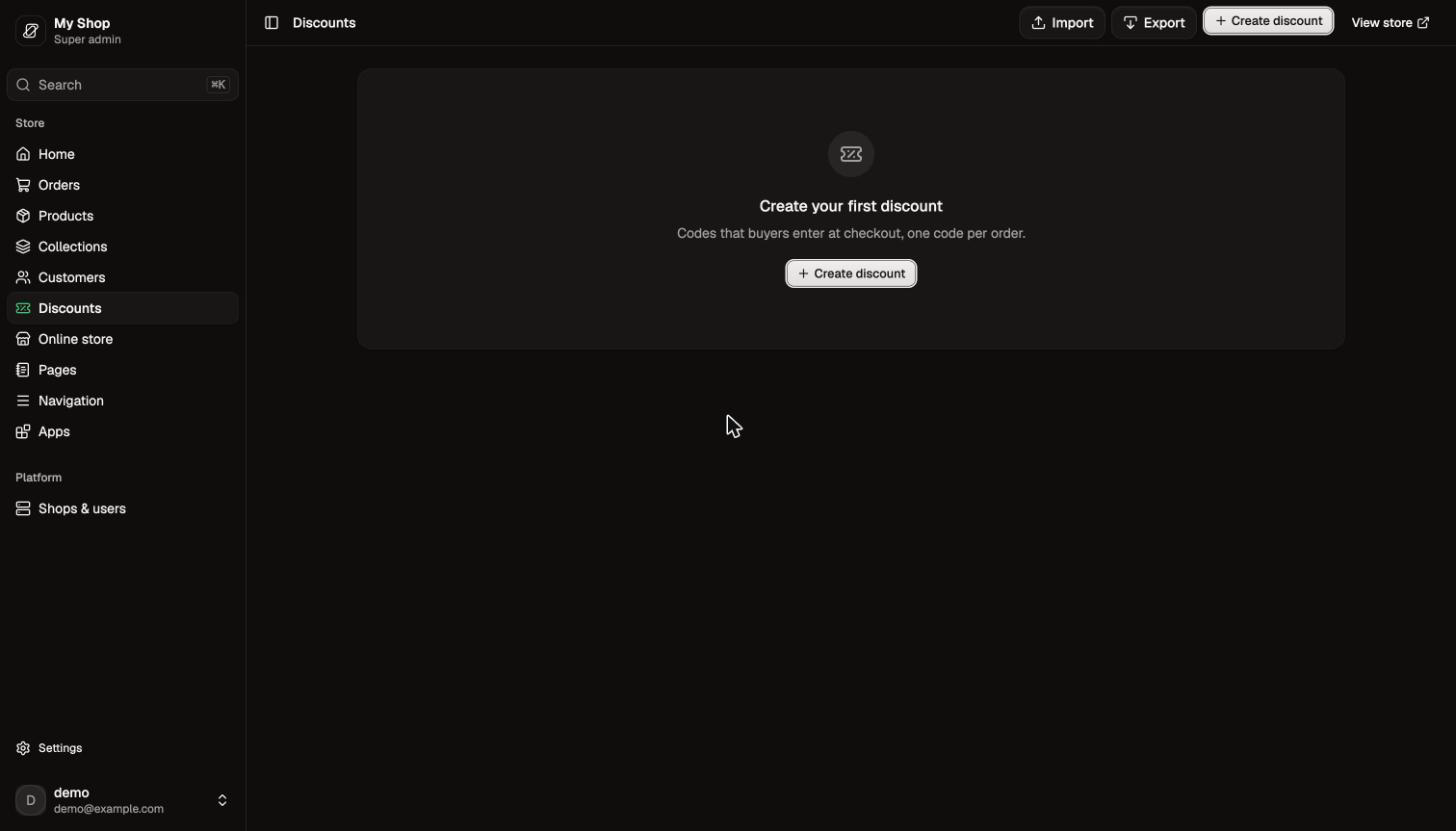 My Shop
Super admin
Search
⌘K
Store
Home
Orders
Products
Collections
Customers
Discounts
Online store
Pages
Navigation
Apps
Platform
Shops & users
Settings
D
demo
demo@example.com
Discounts
Import
Export
+ Create discount
View store
Create your first discount
Codes that buyers enter at checkout, one code per order.
+ Create discount